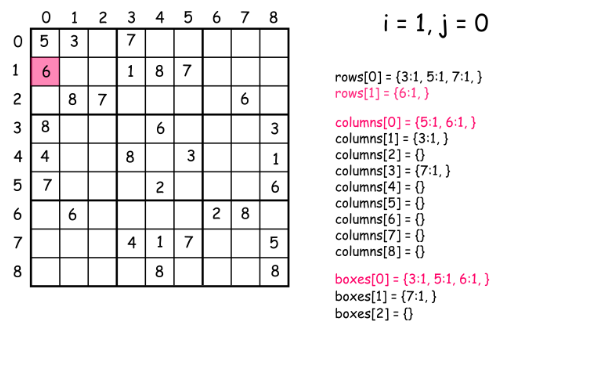 i = 1, j = 0
0 1 2 3 4 5 6 7 8
0 5 3 7
1 6 1 8 7
2 8 7 6
3 8 6 3
4 4 8 3 1
5 7 2 6
6 6 2 8
7 4 1 7 5
8 8 8
rows[0] = {3:1, 5:1, 7:1, }
rows[1] = {6:1, }
columns[0] = {5:1, 6:1, }
columns[1] = {3:1, }
columns[2] = {}
columns[3] = {7:1, }
columns[4] = {}
columns[5] = {}
columns[6] = {}
columns[7] = {}
columns[8] = {}
boxes[0] = {3:1, 5:1, 6:1, }
boxes[1] = {7:1, }
boxes[2] = {}